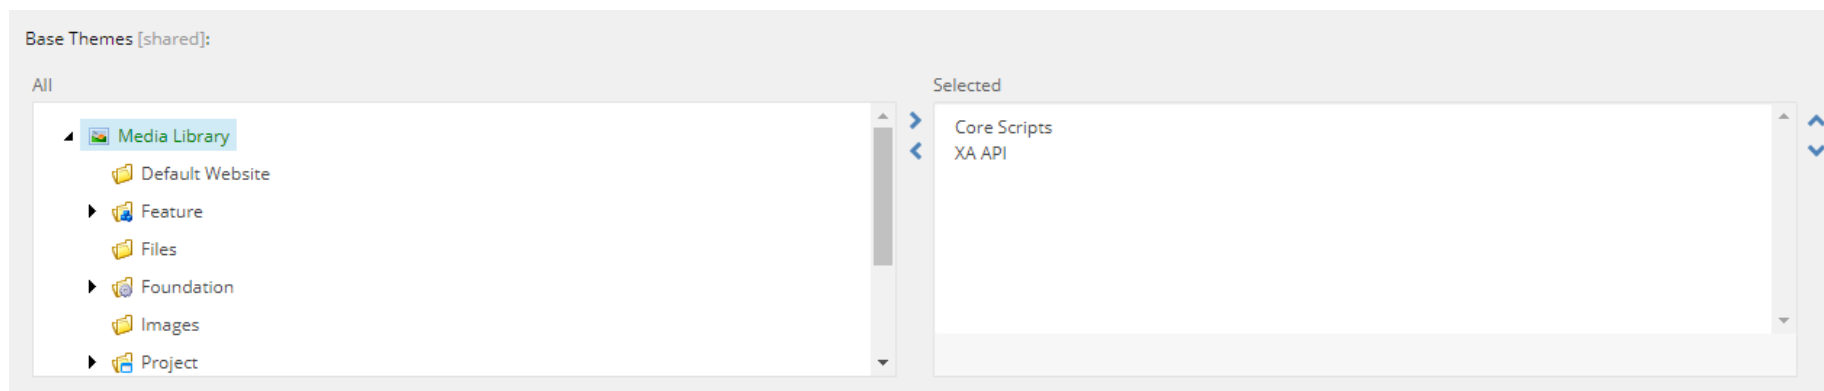 Base Themes [shared]:
All
Media Library
Default Website
Feature
Files
Foundation
Images
Project
Selected
Core Scripts
XA API